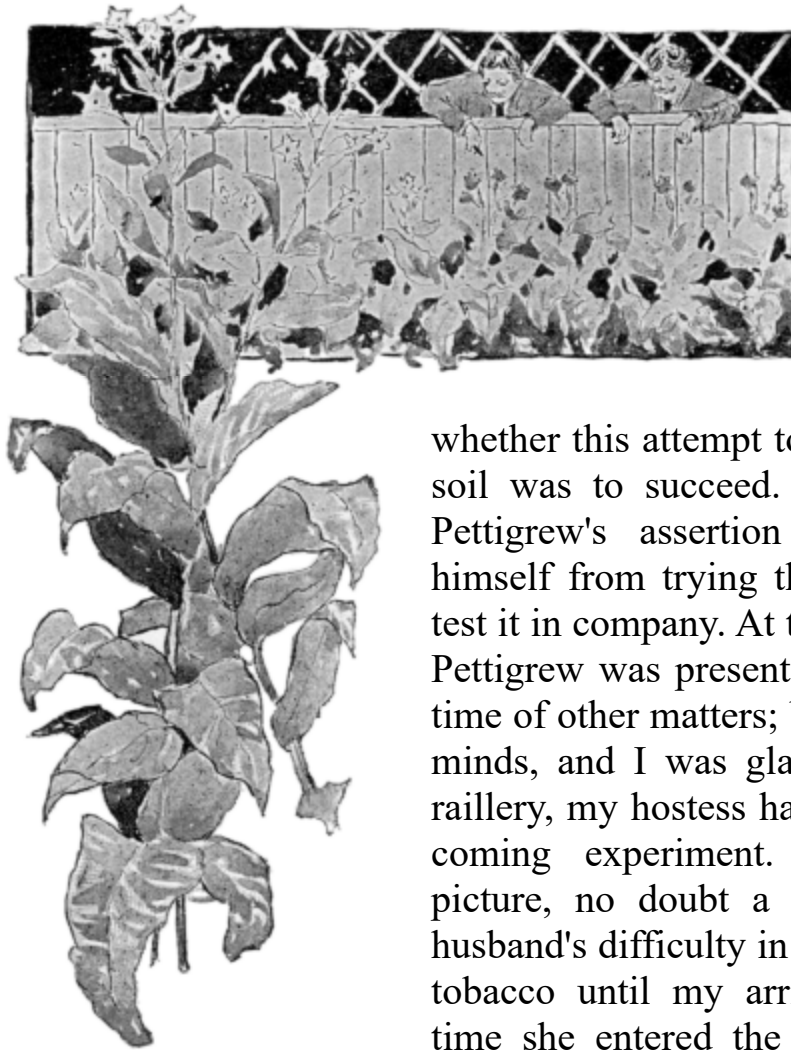 whether this attempt to
soil was to succeed.
Pettigrew's assertion
himself from trying th
test it in company. At t
Pettigrew was present
time of other matters;
minds, and I was gla
raillery, my hostess ha
coming experiment.
picture, no doubt a
husband's difficulty in
tobacco until my arr
time she entered the